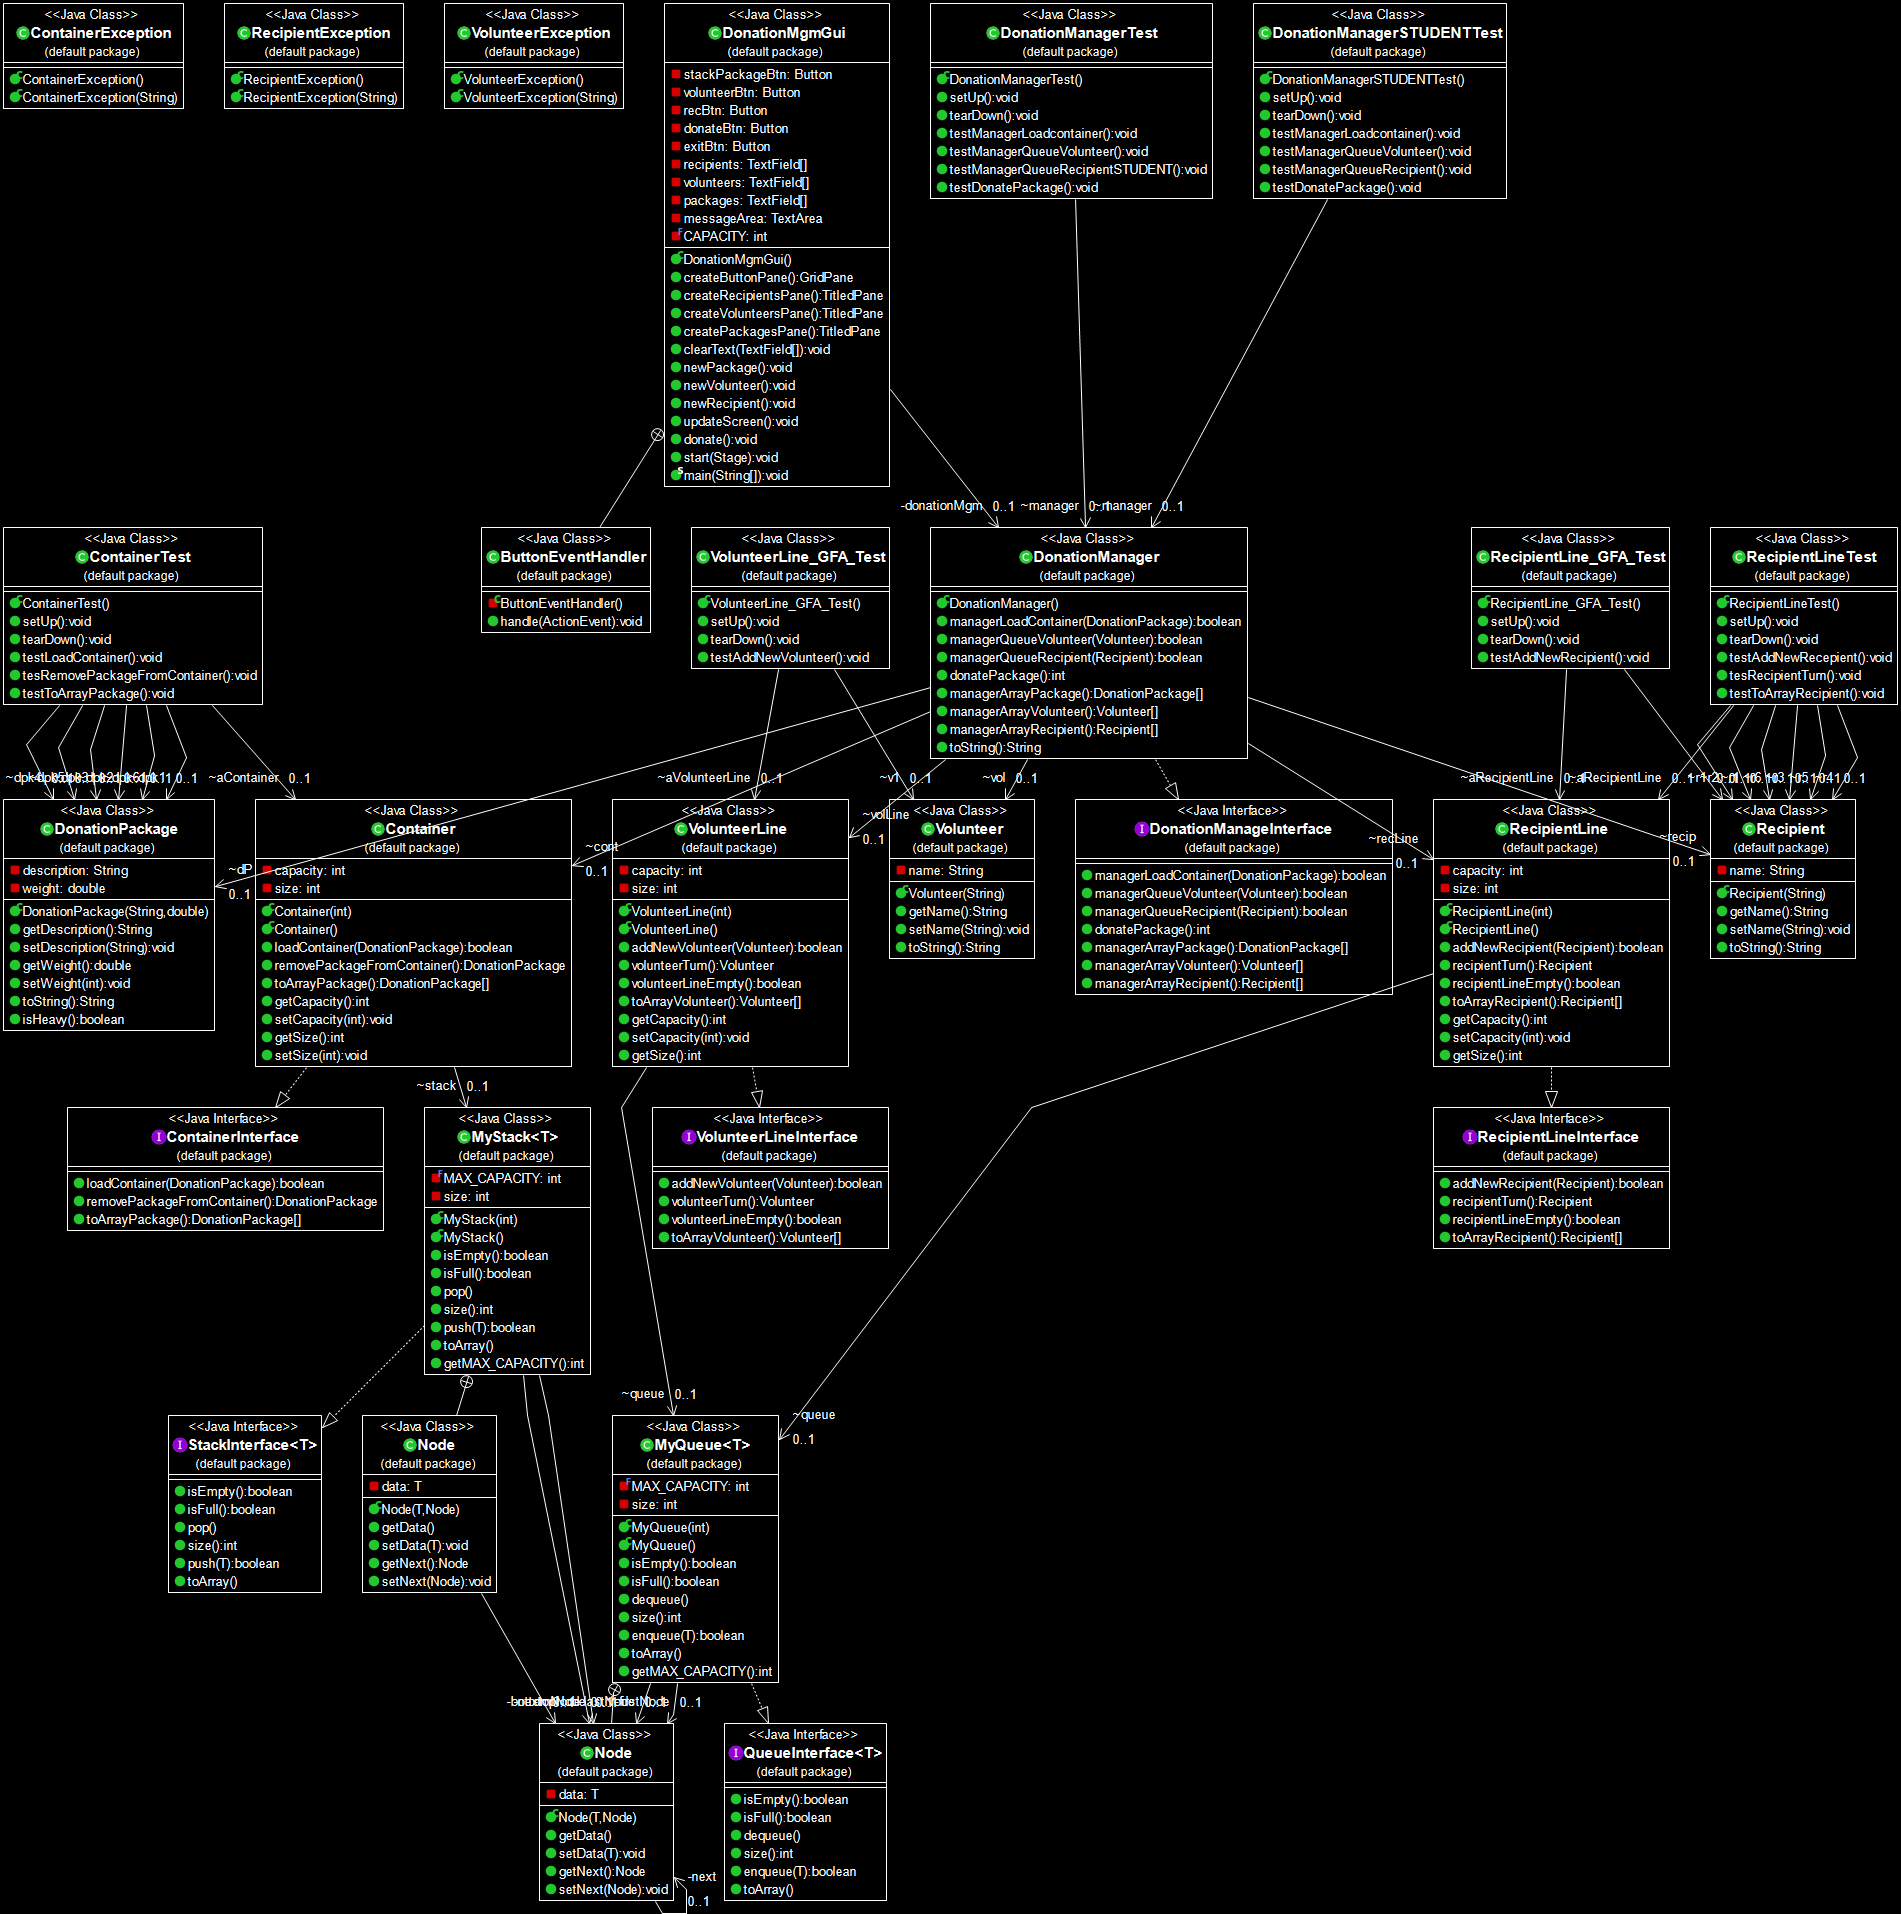 <<Java Class>>
ContainerException
(default package)
ContainerException()
ContainerException(String)
<<Java Class>>
RecipientException
(default package)
RecipientException()
RecipientException(String)
<<Java Class>>
VolunteerException
(default package)
VolunteerException()
VolunteerException(String)
<<Java Class>>
DonationMgmGui
(default package)
stackPackageBtn: Button
volunteerBtn: Button
recBtn: Button
donateBtn: Button
exitBtn: Button
recipients: TextField[]
volunteers: TextField[]
packages: TextField[]
messageArea: TextArea
CAPACITY: int
DonationMgmGui()
createButtonPane():GridPane
createRecipientsPane():TitledPane
createVolunteersPane():TitledPane
createPackagesPane():TitledPane
clearText(TextField[]):void
newPackage():void
newVolunteer():void
newRecipient():void
updateScreen():void
donate():void
start(Stage):void
main(String[]):void
<<Java Class>>
DonationManagerTest
(default package)
DonationManagerTest()
setUp():void
tearDown():void
testManagerLoadcontainer():void
testManagerQueueVolunteer():void
testManagerQueueRecipientSTUDENT():void
testDonatePackage():void
<<Java Class>>
DonationManagerSTUDENTTest
(default package)
DonationManagerSTUDENTTest()
setUp():void
tearDown():void
testManagerLoadcontainer():void
testManagerQueueVolunteer():void
testManagerQueueRecipient():void
testDonatePackage():void
-donationMgm 0..1
~manager 0..1
~manager 0..1
<<Java Class>>
ContainerTest
(default package)
ContainerTest()
setUp():void
tearDown():void
testLoadContainer():void
tesRemovePackageFromContainer():void
testToArrayPackage():void
<<Java Class>>
ButtonEventHandler
(default package)
ButtonEventHandler()
handle(ActionEvent):void
<<Java Class>>
VolunteerLine_GFA_Test
(default package)
VolunteerLine_GFA_Test()
setUp():void
tearDown():void
testAddNewVolunteer():void
<<Java Class>>
DonationManager
(default package)
DonationManager()
managerLoadContainer(DonationPackage):boolean
managerQueueVolunteer(Volunteer):boolean
managerQueueRecipient(Recipient):boolean
donatePackage():int
managerArrayPackage():DonationPackage[]
managerArrayVolunteer():Volunteer[]
managerArrayRecipient():Recipient[]
toString():String
<<Java Class>>
RecipientLine_GFA_Test
(default package)
RecipientLine_GFA_Test()
setUp():void
tearDown():void
testAddNewRecipient():void
<<Java Class>>
RecipientLineTest
(default package)
RecipientLineTest()
setUp():void
tearDown():void
testAddNewRecepient():void
tesRecipientTurn():void
testToArrayRecipient():void
0..1
~aContainer 0..1
~aVolunteerLine 0..1
~v1 0..1
~vol 0..1
~aRecipientLine 0..1
~aRecipientLine 0..1
0..1
<<Java Class>>
DonationPackage
(default package)
description: String
weight: double
DonationPackage(String,double)
getDescription():String
setDescription(String):void
getWeight():double
setWeight(int):void
toString():String
isHeavy():boolean
~dP
0..1
<<Java Class>>
Container
(default package)
capacity: int
size: int
Container(int)
Container()
loadContainer(DonationPackage):boolean
removePackageFromContainer():DonationPackage
toArrayPackage():DonationPackage[]
getCapacity():int
setCapacity(int):void
getSize():int
setSize(int):void
~cont
0..1
<<Java Class>>
VolunteerLine
(default package)
capacity: int
size: int
VolunteerLine(int)
VolunteerLine()
addNewVolunteer(Volunteer):boolean
volunteerTurn():Volunteer
volunteerLineEmpty():boolean
toArrayVolunteer():Volunteer[]
getCapacity():int
setCapacity(int):void
getSize():int
~volLine
0..1
<<Java Class>>
Volunteer
(default package)
name: String
Volunteer(String)
getName():String
setName(String):void
toString():String
<<Java Interface>>
DonationManageInterface
(default package)
managerLoadContainer(DonationPackage):boolean
managerQueueVolunteer(Volunteer):boolean
managerQueueRecipient(Recipient):boolean
donatePackage():int
managerArrayPackage():DonationPackage[]
managerArrayVolunteer():Volunteer[]
managerArrayRecipient():Recipient[]
~recLine
0..1
<<Java Class>>
RecipientLine
(default package)
capacity: int
size: int
RecipientLine(int)
RecipientLine()
addNewRecipient(Recipient):boolean
recipientTurn():Recipient
recipientLineEmpty():boolean
toArrayRecipient():Recipient[]
getCapacity():int
setCapacity(int):void
getSize():int
~recip
0..1
<<Java Class>>
Recipient
(default package)
name: String
Recipient(String)
getName():String
setName(String):void
toString():String
~stack 0..1
<<Java Interface>>
ContainerInterface
(default package)
loadContainer(DonationPackage):boolean
removePackageFromContainer():DonationPackage
toArrayPackage():DonationPackage[]
<<Java Class>>
MyStack<T>
(default package)
MAX_CAPACITY: int
size: int
MyStack(int)
MyStack()
isEmpty():boolean
isFull():boolean
pop()
size():int
push(T):boolean
toArray()
getMAX_CAPACITY():int
<<Java Interface>>
VolunteerLineInterface
(default package)
addNewVolunteer(Volunteer):boolean
volunteerTurn():Volunteer
volunteerLineEmpty():boolean
toArrayVolunteer():Volunteer[]
<<Java Interface>>
RecipientLineInterface
(default package)
addNewRecipient(Recipient):boolean
recipientTurn():Recipient
recipientLineEmpty():boolean
toArrayRecipient():Recipient[]
~queue 0..1
~queue
0..1
<<Java Interface>>
StackInterface<T>
(default package)
isEmpty():boolean
isFull():boolean
pop()
size():int
push(T):boolean
toArray()
<<Java Class>>
Node
(default package)
data: T
Node(T,Node)
getData()
setData(T):void
getNext():Node
setNext(Node):void
<<Java Class>>
MyQueue<T>
(default package)
MAX_CAPACITY: int
size: int
MyQueue(int)
MyQueue()
isEmpty():boolean
isFull():boolean
dequeue()
size():int
enqueue(T):boolean
toArray()
getMAX_CAPACITY():int
0..1
<<Java Class>>
Node
(default package)
data: T
Node(T,Node)
getData()
setData(T):void
getNext():Node
setNext(Node):void
-next
0..1
<<Java Interface>>
QueueInterface<T>
(default package)
isEmpty():boolean
isFull():boolean
dequeue()
size():int
enqueue(T):boolean
toArray()